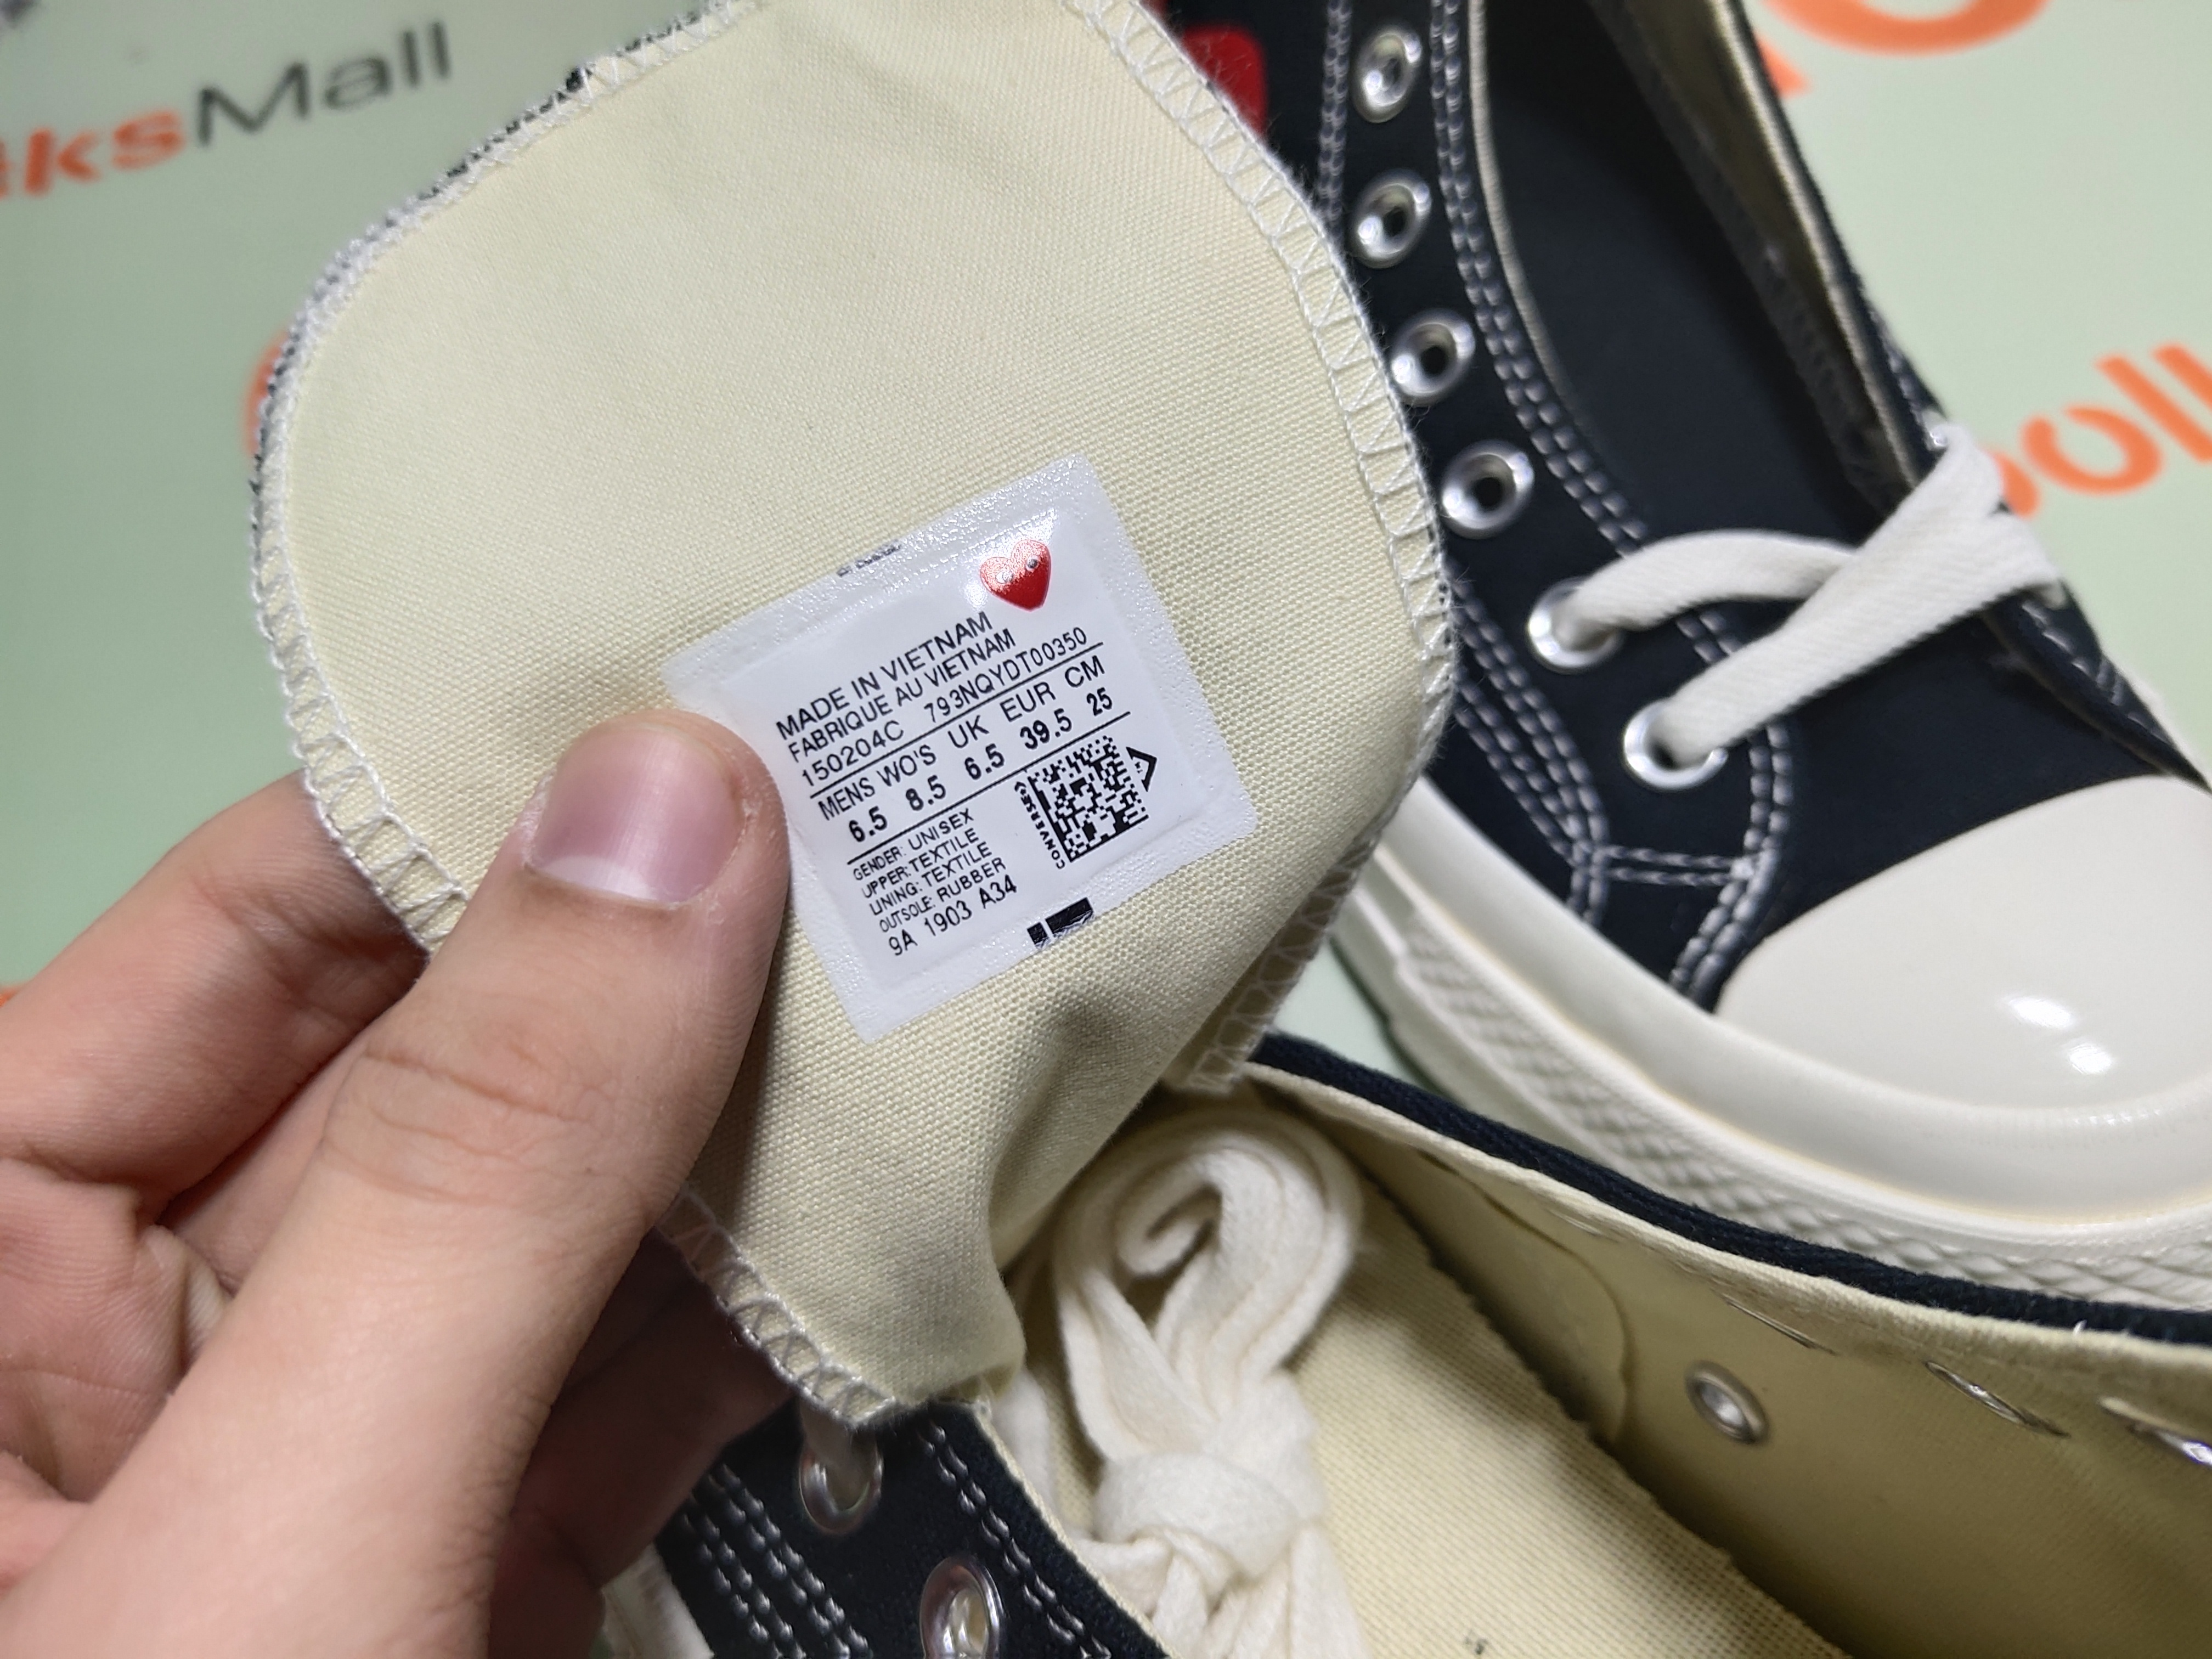 ksMall
MADE IN VIETNAM
FABRIQUE AU VIETNAM
150204C 793NQYDT00350
MENS WO'S UK EUR CM
6.5 8.5 6.5 39.5 25
GENDER: UNISEX
UPPER: TEXTILE
LINING: TEXTILE
OUTSOLE: RUBBER
9A 1903 A34
CONVERSE